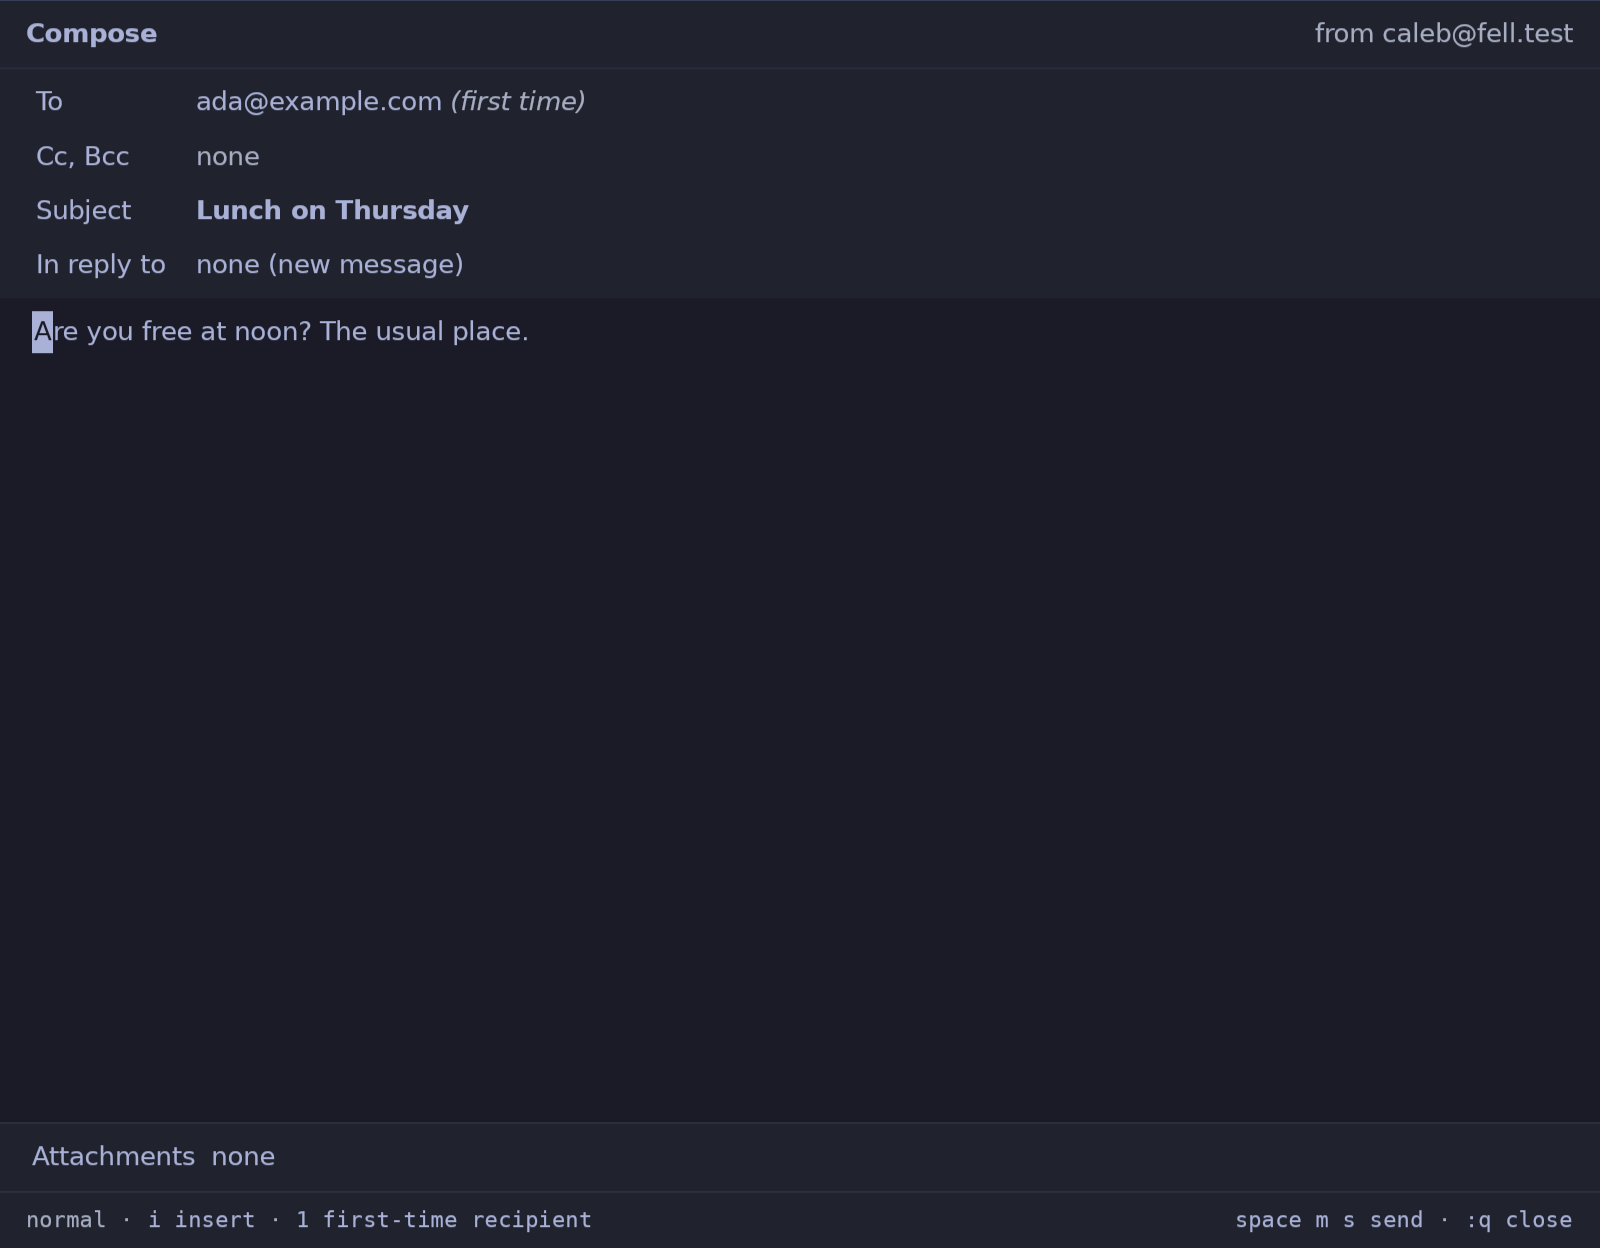 Compose from caleb@fell.test
To ada@example.com (first time)
Cc, Bcc none
Subject Lunch on Thursday
In reply to none (new message)
Are you free at noon? The usual place.
Attachments none
normal · i insert · 1 first-time recipient space m s send · :q close